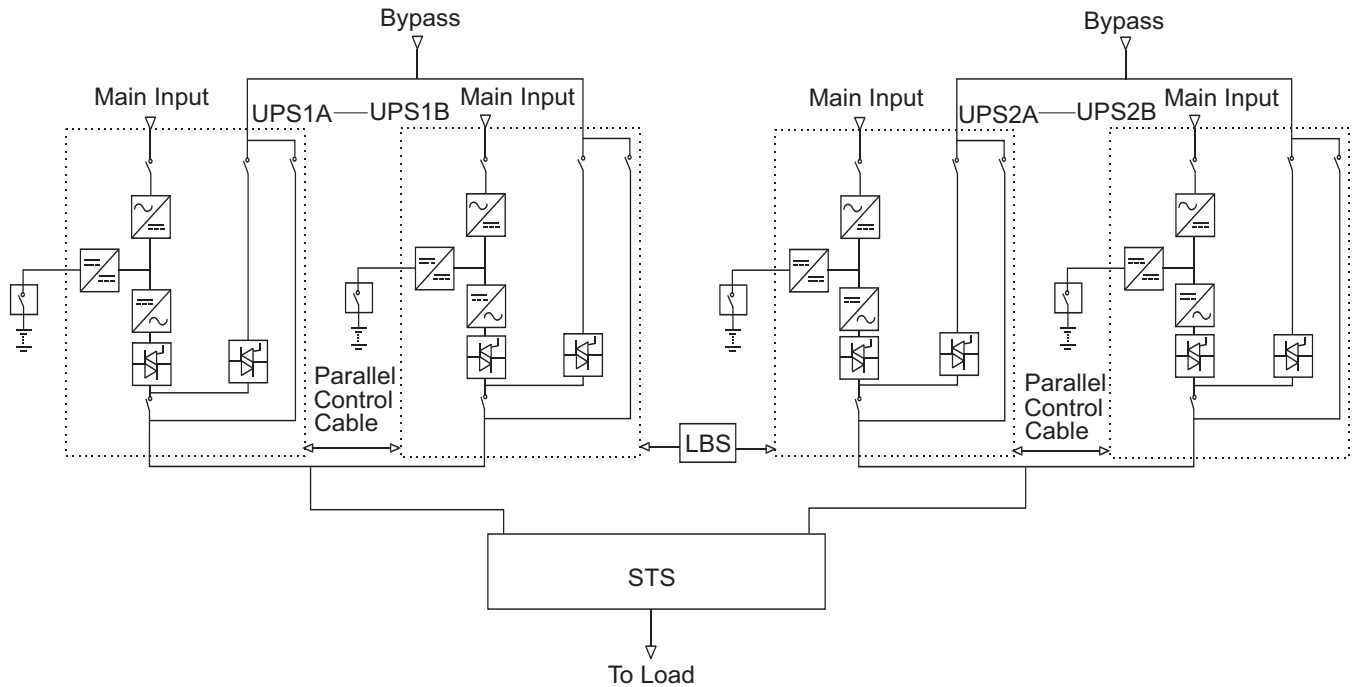 Bypass
Bypass
Main Input
UPS1A
UPS1B
Main Input
Main Input
UPS2A
UPS2B
Main Input
Parallel
Control
Cable
LBS
Parallel
Control
Cable
STS
To Load